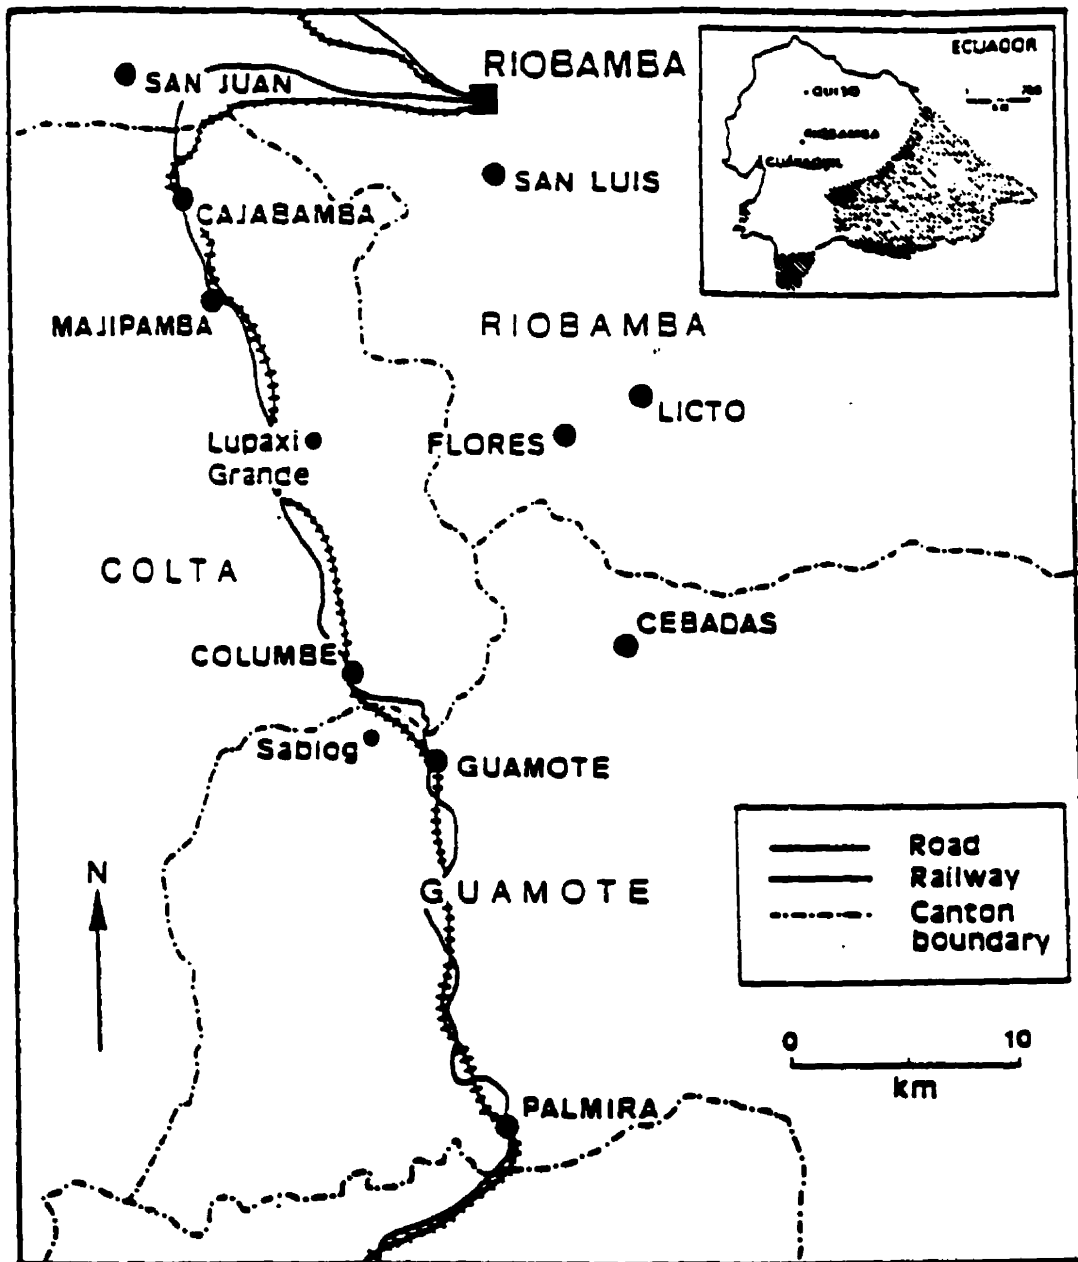 RIOBAMBA
ECUADOR
SAN JUAN
QUITO
RIOBAMBA
SAN LUIS
CAJABAMBA
MAJIPAMBA
RIOBAMBA
LICTO
FLORES
Lupaxi
Grande
COLTA
CEBADAS
COLUMBE
Sablog
GUAMOTE
Road
Railway
Canton
boundary
N
GUAMOTE
0 10
km
PALMIRA